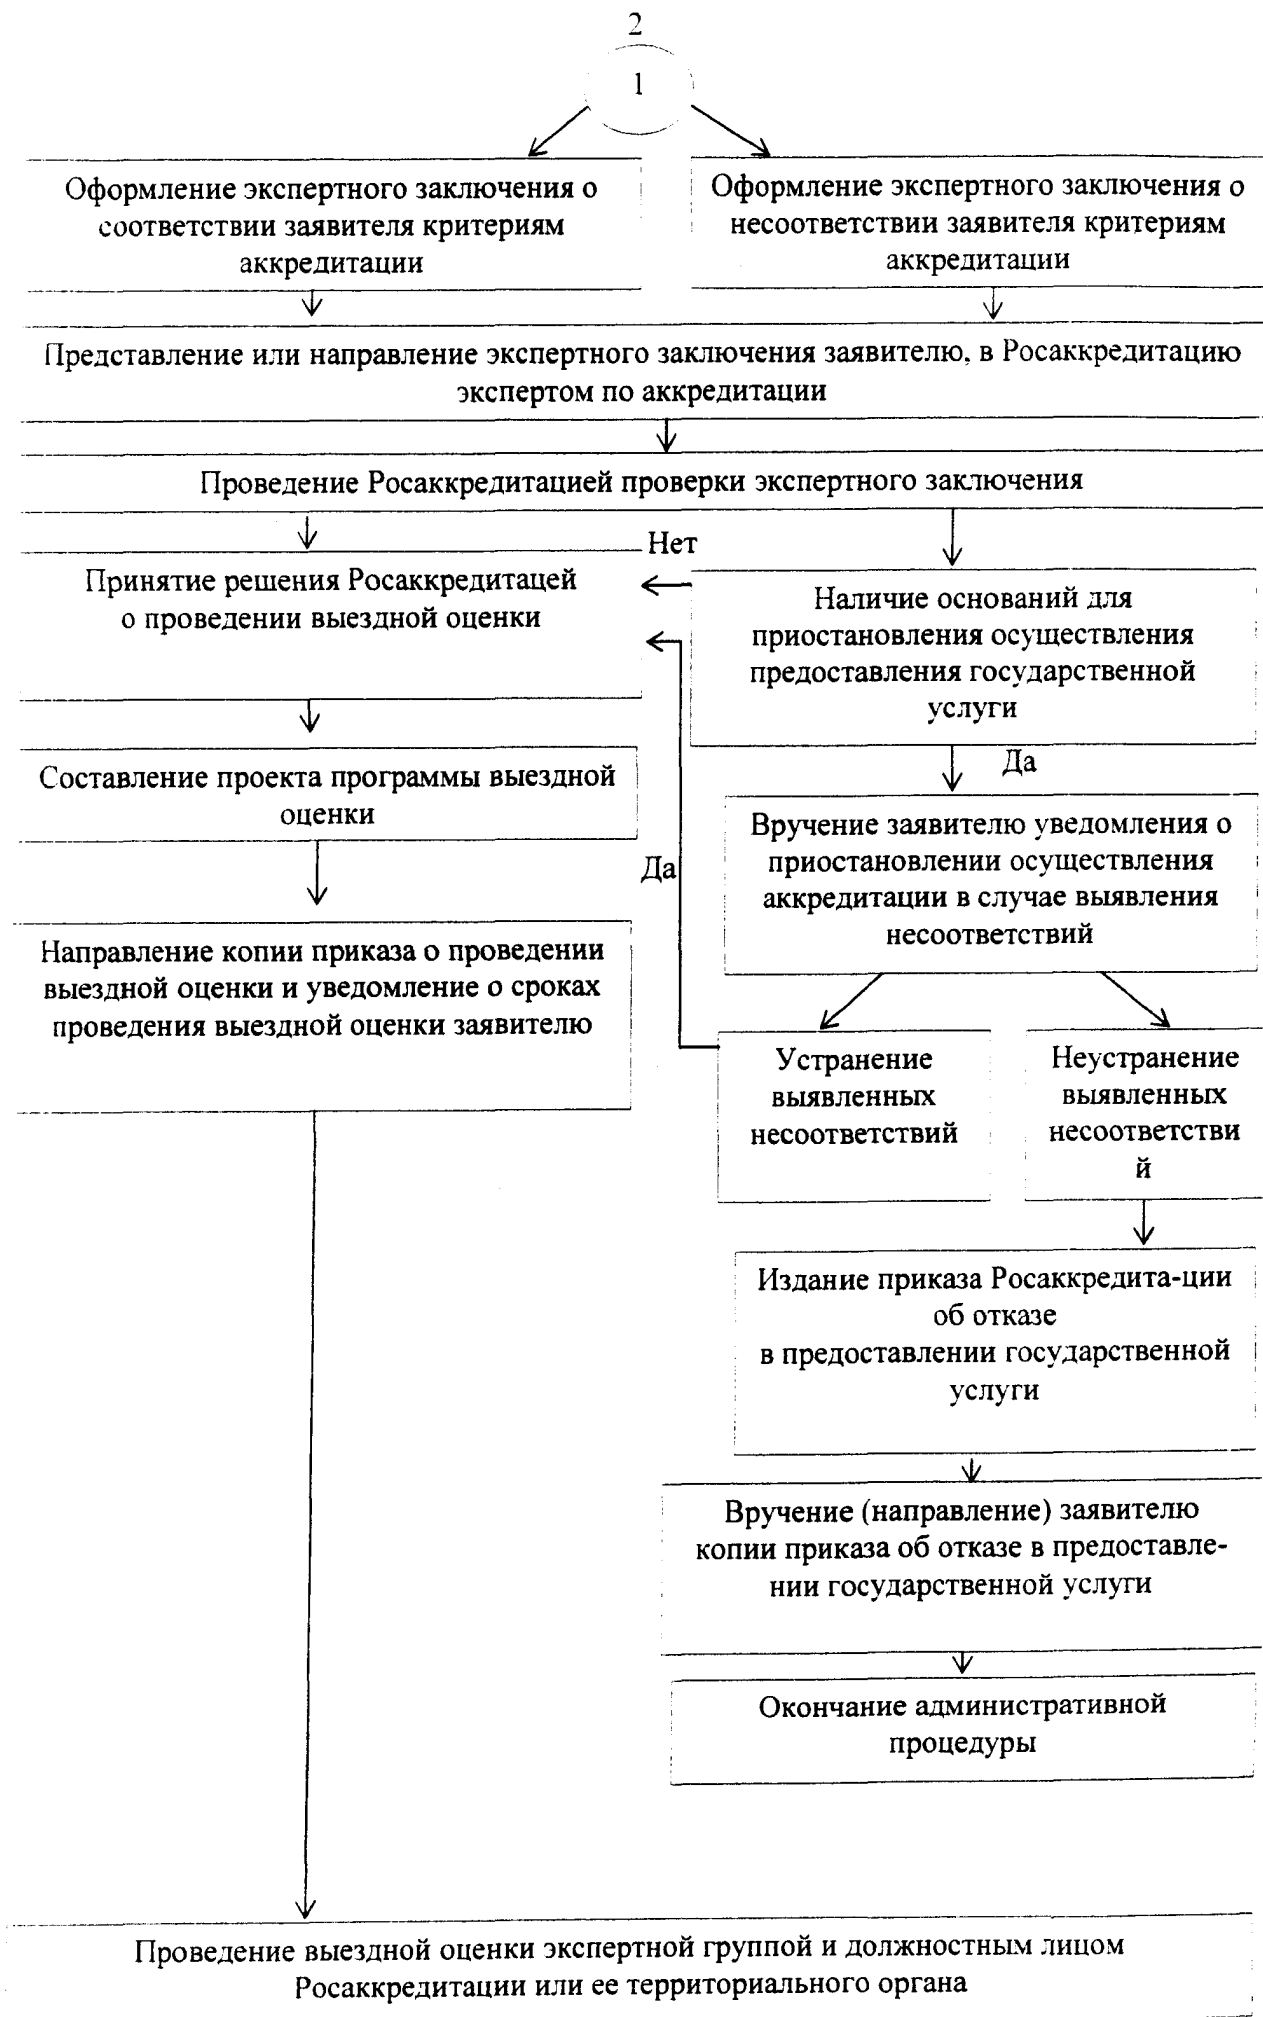 2
1
Оформление экспертного заключения о
соответствии заявителя критериям
аккредитации
Оформление экспертного заключения о
несоответствии заявителя критериям
аккредитации
Представление или направление экспертного заключения заявителю, в Росаккредитацию
экспертом по аккредитации
Проведение Росаккредитацией проверки экспертного заключения
Нет
Принятие решения Росаккредитацей
о проведении выездной оценки
Наличие оснований для
приостановления осуществления
предоставления государственной
услуги
Да
Составление проекта программы выездной
оценки
Вручение заявителю уведомления о
приостановлении осуществления
аккредитации в случае выявления
несоответствий
Да
Направление копии приказа о проведении
выездной оценки и уведомление о сроках
проведения выездной оценки заявителю
Устранение
выявленных
несоответствий
Неустранение
выявленных
несоответстви
й
Издание приказа Росаккредита-ции
об отказе
в предоставлении государственной
услуги
Вручение (направление) заявителю
копии приказа об отказе в предоставле-
нии государственной услуги
Окончание административной
процедуры
Проведение выездной оценки экспертной группой и должностным лицом
Росаккредитации или ее территориального органа